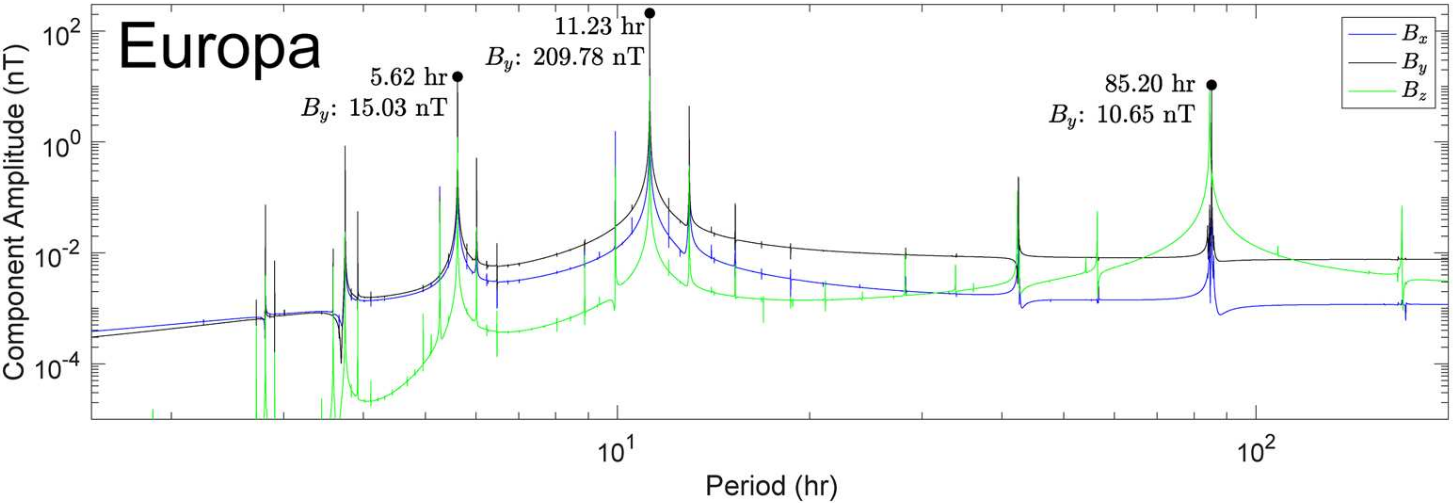 Europa
11.23 hr
B_y: 209.78 nT
5.62 hr
B_y: 15.03 nT
85.20 hr
B_y: 10.65 nT
B_x
B_y
B_z
Component Amplitude (nT)
10^2
10^0
10^-2
10^-4
10^1
10^2
Period (hr)